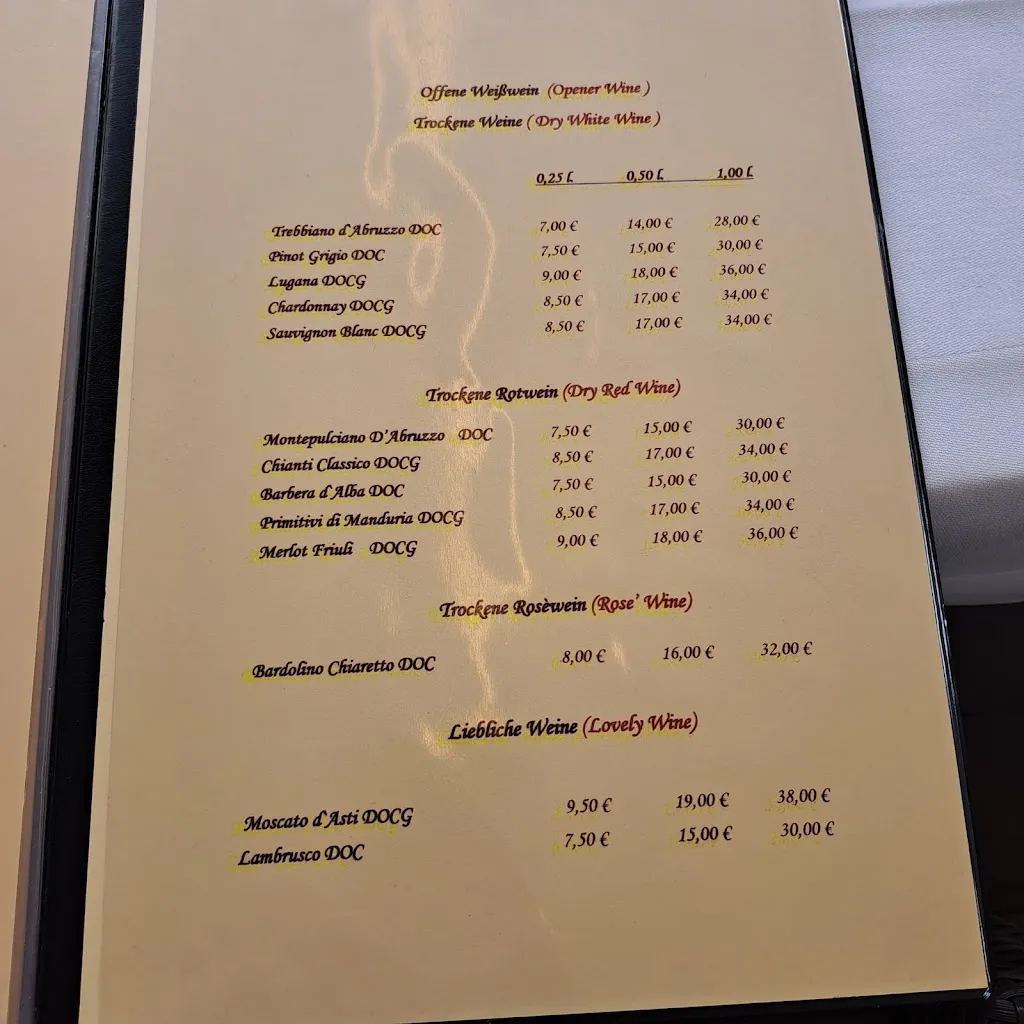 Offene Weißwein (Opener Wine )
Trockene Weine ( Dry White Wine )
0,25 L 0,50 L 1,00 L
Trebbiano d'Abruzzo DOC 7,00 € 14,00 € 28,00 €
Pinot Grigio DOC 7,50 € 15,00 € 30,00 €
Lugana DOCG 9,00 € 18,00 € 36,00 €
Chardonnay DOCG 8,50 € 17,00 € 34,00 €
Sauvignon Blanc DOCG 8,50 € 17,00 € 34,00 €
Trockene Rotwein (Dry Red Wine)
Montepulciano D'Abruzzo DOC 7,50 € 15,00 € 30,00 €
Chianti Classico DOCG 8,50 € 17,00 € 34,00 €
Barbera d'Alba DOC 7,50 € 15,00 € 30,00 €
Primitivi di Manduria DOCG 8,50 € 17,00 € 34,00 €
Merlot Friuli DOCG 9,00 € 18,00 € 36,00 €
Trockene Rosèwein (Rose' Wine)
Bardolino Chiaretto DOC 8,00 € 16,00 € 32,00 €
Liebliche Weine (Lovely Wine)
Moscato d'Asti DOCG 9,50 € 19,00 € 38,00 €
Lambrusco DOC 7,50 € 15,00 € 30,00 €